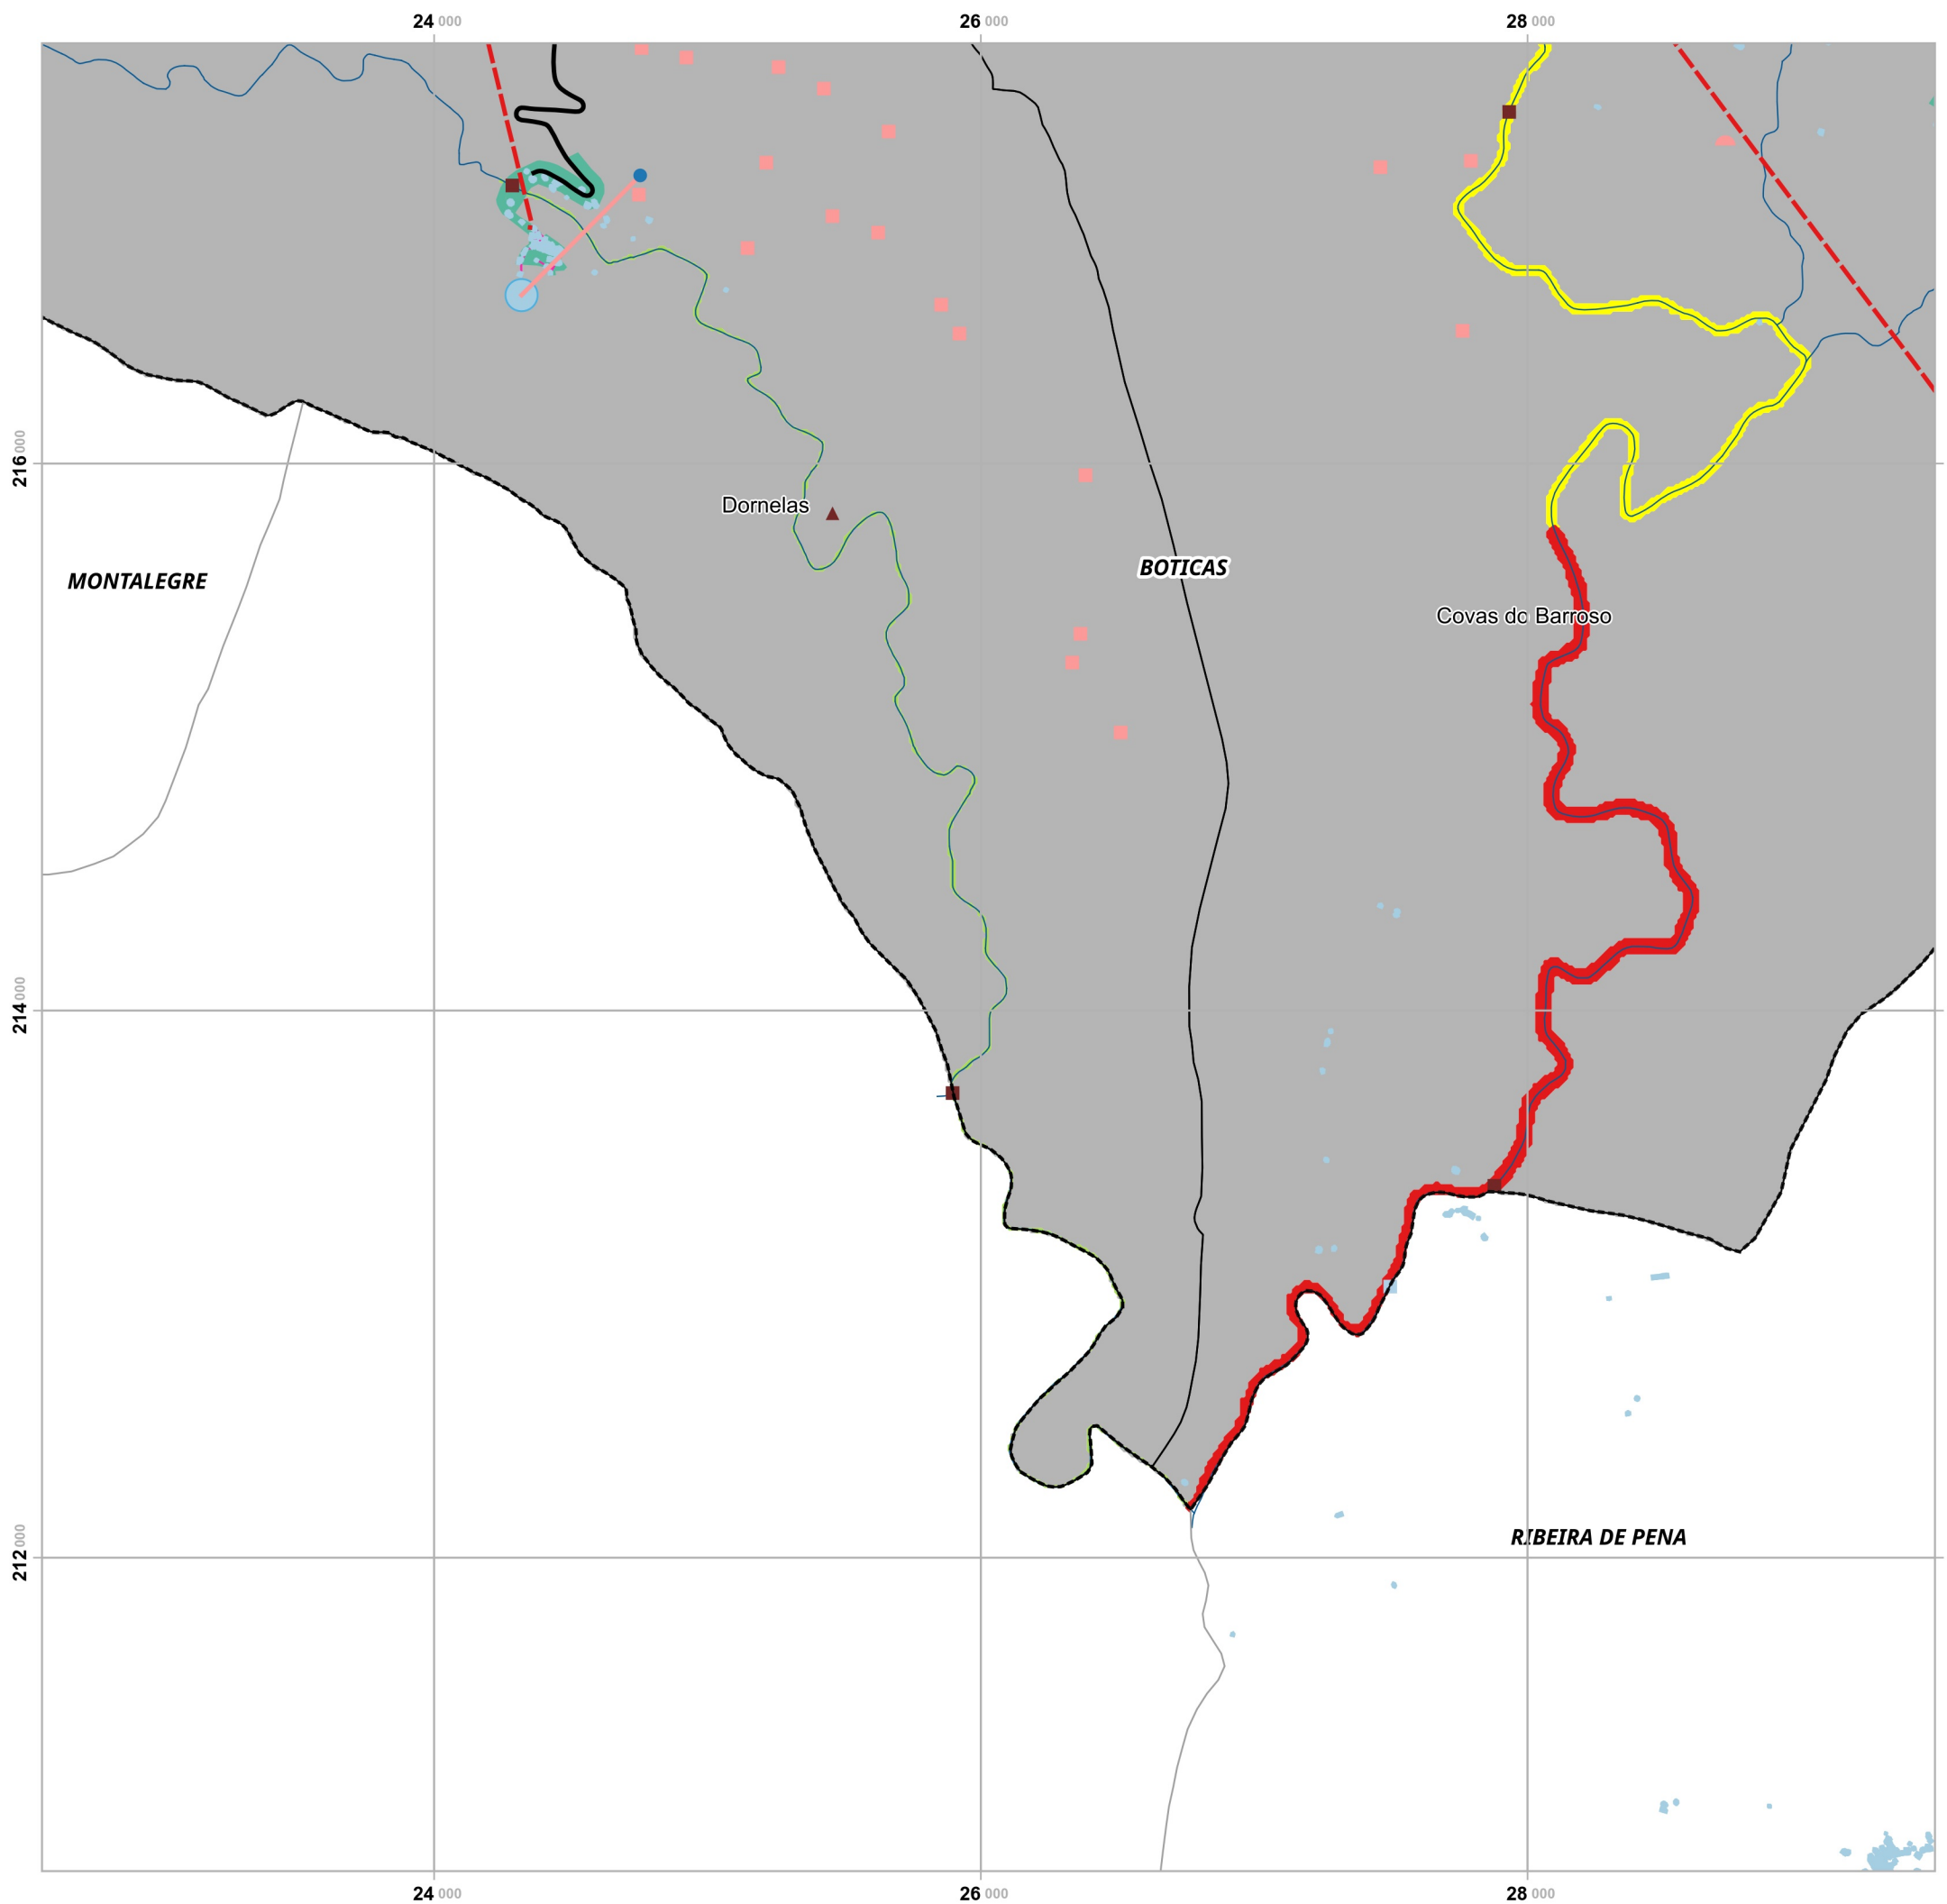 24 000 26 000 28 000
216 000
Dornelas
BOTICAS
MONTALEGRE
Covas do Barroso
214 000
RIBEIRA DE PENA
212 000
24 000 26 000 28 000